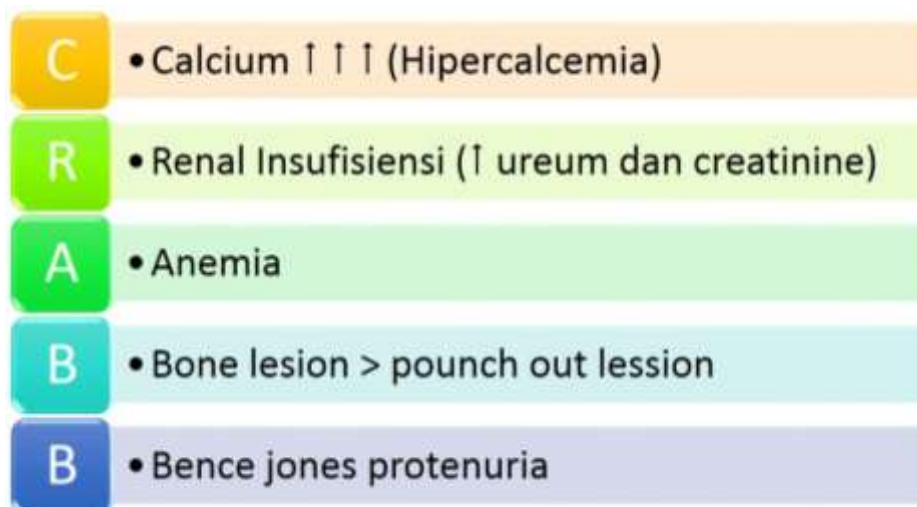 C
• Calcium ↑ ↑ ↑ (Hipercalcemia)
R
• Renal Insufisiensi (↑ ureum dan creatinine)
A
• Anemia
B
• Bone lesion > pounch out lession
B
• Bence jones protenuria